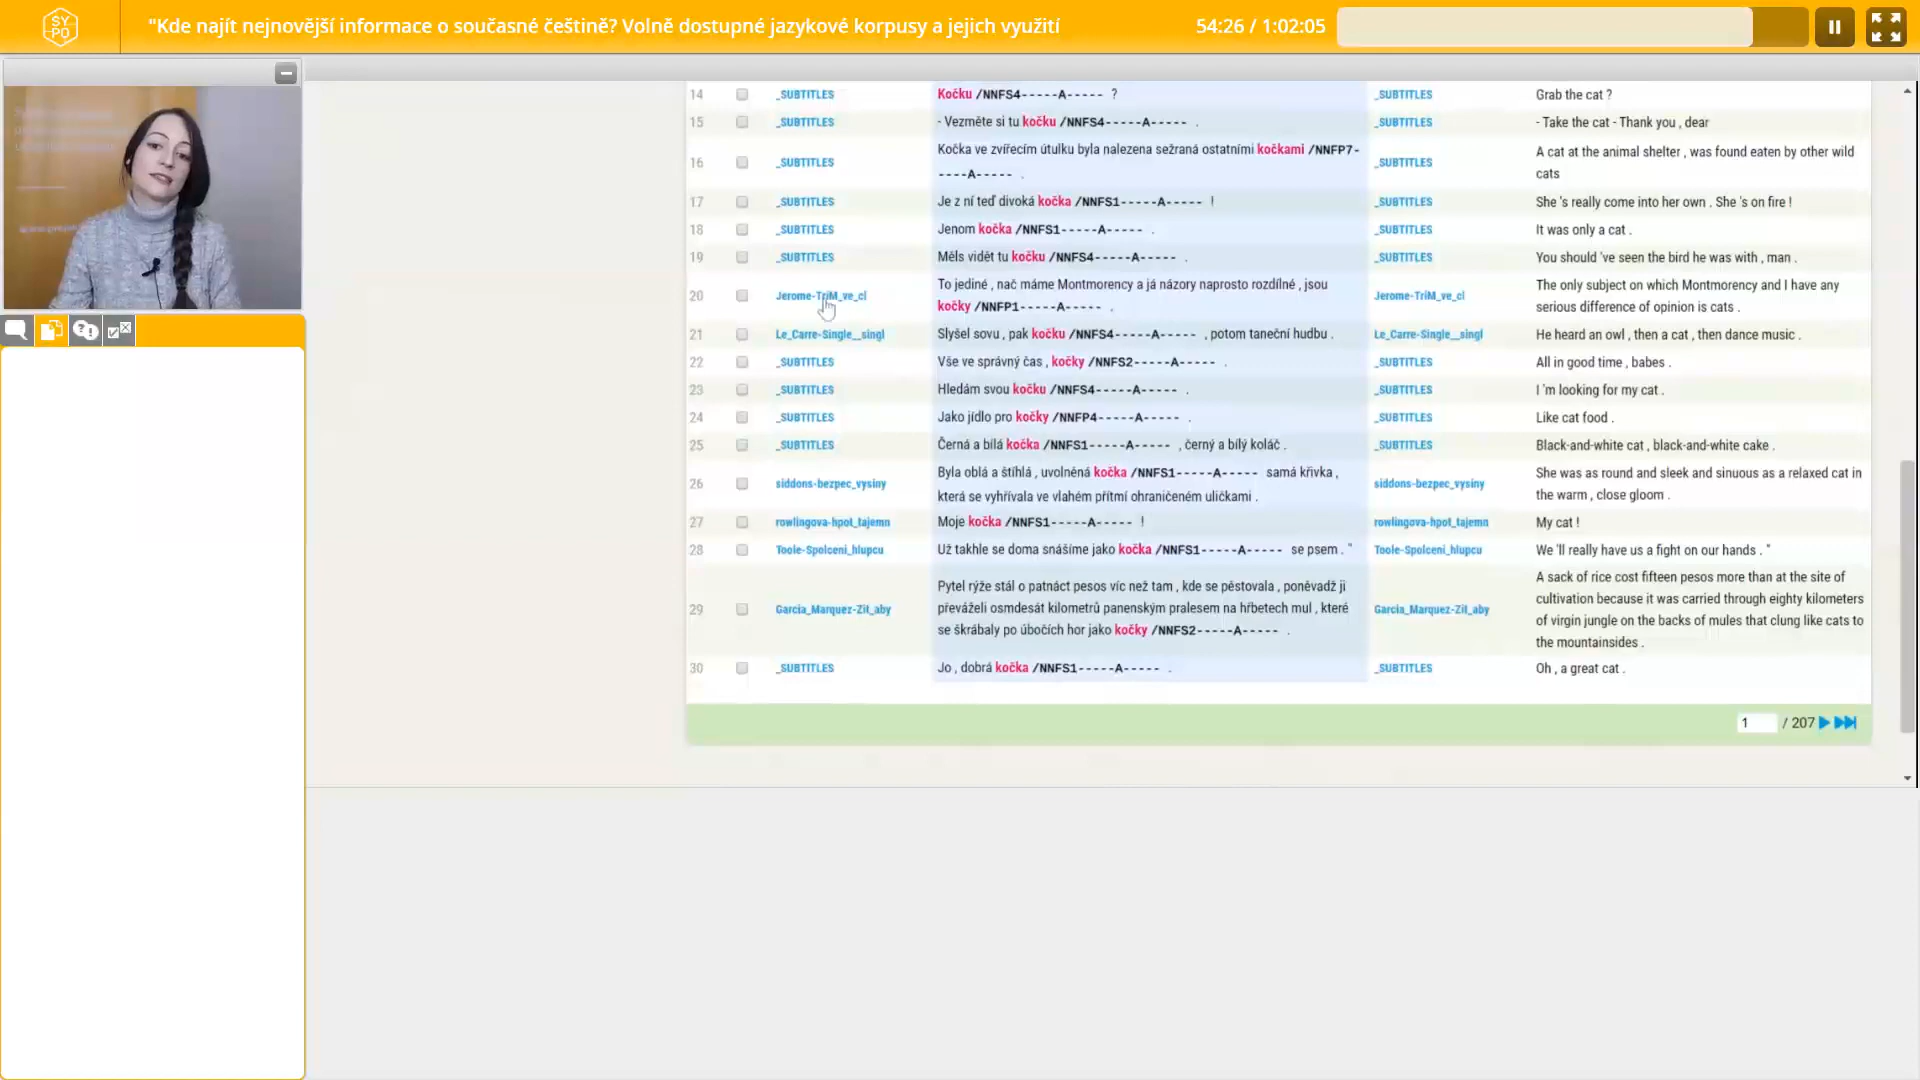 SY
PO
"Kde najít nejnovější informace o současné češtině? Volně dostupné jazykové korpusy a jejich využití
54:26 / 1:02:05
14 _SUBTITLES Kočku /NNFS4-----A----- ? _SUBTITLES Grab the cat ?
15 _SUBTITLES - Vezměte si tu kočku /NNFS4-----A----- . _SUBTITLES - Take the cat - Thank you , dear
16 _SUBTITLES Kočka ve zvířecím útulku byla nalezena sežraná ostatními kočkami /NNFP7-
----A----- . _SUBTITLES A cat at the animal shelter , was found eaten by other wild
cats
17 _SUBTITLES Je z ní teď divoká kočka /NNFS1-----A----- ! _SUBTITLES She 's really come into her own . She 's on fire !
18 _SUBTITLES Jenom kočka /NNFS1-----A----- . _SUBTITLES It was only a cat .
19 _SUBTITLES Měls vidět tu kočku /NNFS4-----A----- . _SUBTITLES You should 've seen the bird he was with , man .
20 Jerome-TriM_ve_cl To jediné , nač máme Montmorency a já názory naprosto rozdílné , jsou
kočky /NNFP1-----A----- . Jerome-TriM_ve_cl The only subject on which Montmorency and I have any
serious difference of opinion is cats .
21 Le_Carre-Single__singl Slyšel sovu , pak kočku /NNFS4-----A----- , potom taneční hudbu . Le_Carre-Single__singl He heard an owl , then a cat , then dance music .
22 _SUBTITLES Vše ve správný čas , kočky /NNFS2-----A----- . _SUBTITLES All in good time , babes .
23 _SUBTITLES Hledám svou kočku /NNFS4-----A----- . _SUBTITLES I 'm looking for my cat .
24 _SUBTITLES Jako jídlo pro kočky /NNFP4-----A----- . _SUBTITLES Like cat food .
25 _SUBTITLES Černá a bílá kočka /NNFS1-----A----- , černý a bílý koláč . _SUBTITLES Black-and-white cat , black-and-white cake .
26 siddons-bezpec_vysiny Byla oblá a štíhlá , uvolněná kočka /NNFS1-----A----- samá křivka ,
která se vyhřívala ve vlahém přítmí ohraničeném uličkami . siddons-bezpec_vysiny She was as round and sleek and sinuous as a relaxed cat in
the warm , close gloom .
27 rowlingova-hpot_tajemn Moje kočka /NNFS1-----A----- ! rowlingova-hpot_tajemn My cat !
28 Toole-Spolceni_hlupcu Už takhle se doma snášíme jako kočka /NNFS1-----A----- se psem . " Toole-Spolceni_hlupcu We 'll really have us a fight on our hands . "
29 Garcia_Marquez-Zit_aby Pytel rýže stál o patnáct pesos víc než tam , kde se pěstovala , poněvadž ji
převáželi osmdesát kilometrů panenským pralesem na hřbetech mul , které
se škrábaly po úbočích hor jako kočky /NNFS2-----A----- . Garcia_Marquez-Zit_aby A sack of rice cost fifteen pesos more than at the site of
cultivation because it was carried through eighty kilometers
of virgin jungle on the backs of mules that clung like cats to
the mountainsides .
30 _SUBTITLES Jo , dobrá kočka /NNFS1-----A----- . _SUBTITLES Oh , a great cat .
1 / 207